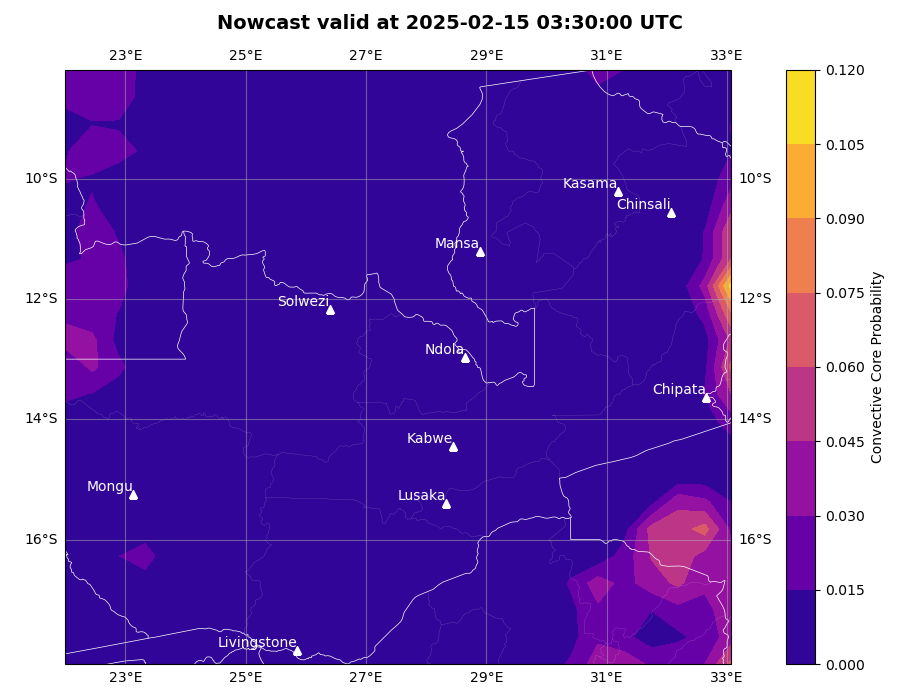 Nowcast valid at 2025-02-15 03:30:00 UTC
23°E 25°E 27°E 29°E 31°E 33°E
0.120
0.105
10°S 10°S
Kasama
Chinsali
0.090
Mansa
12°S 12°S
Solwezi
0.075
Ndola
0.060
Chipata
14°S 14°S
Kabwe
0.045
Mongu
Lusaka
0.030
16°S 16°S
0.015
Livingstone
0.000
23°E 25°E 27°E 29°E 31°E 33°E
Convective Core Probability